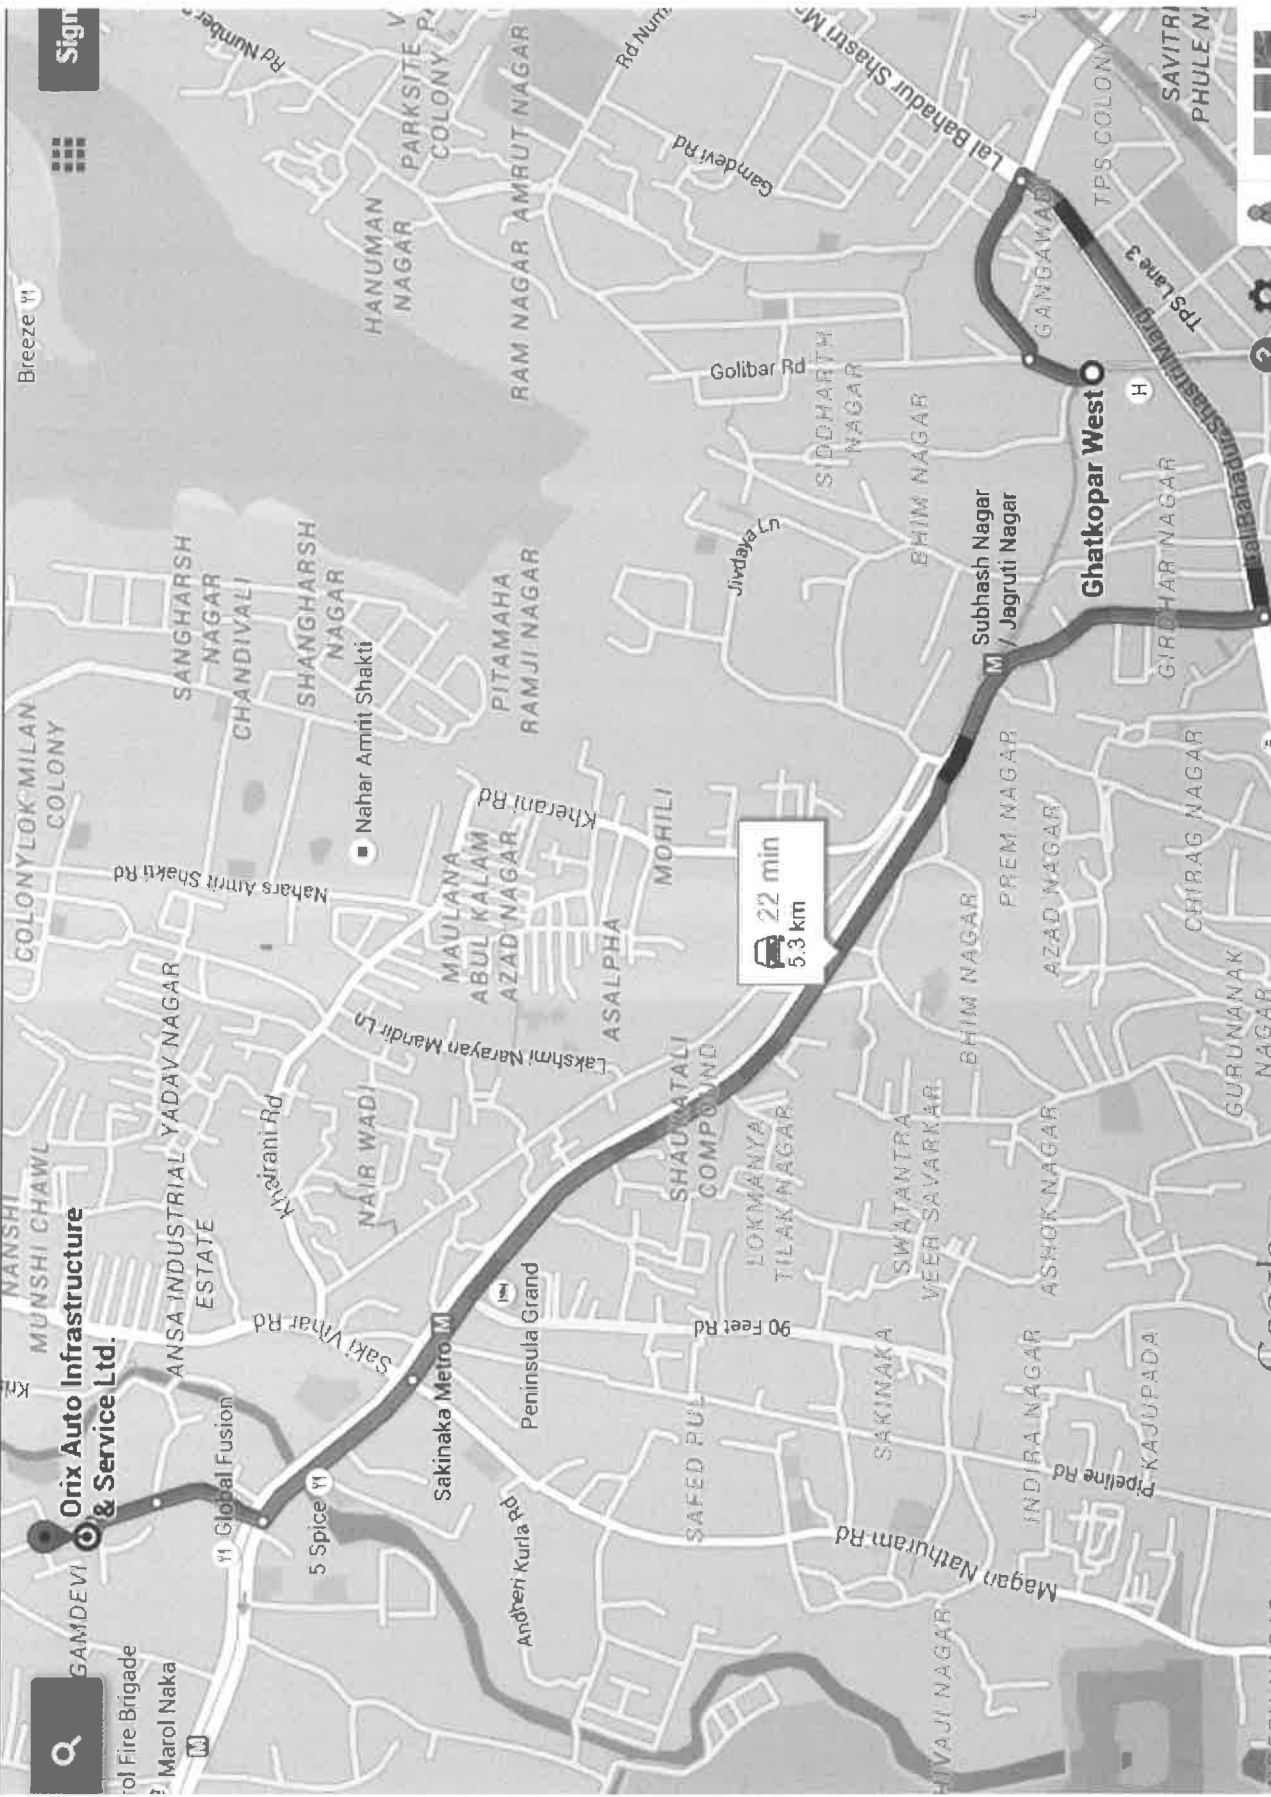 NANSHI
MUNSHI CHAWL
COLONYLOK MILAN
COLONY
Breeze
Sign
Orix Auto Infrastructure
& Service Ltd.
GAMDEVI
Marol Naka
Global Fusion
ANSA INDUSTRIAL
ESTATE
YADAV NAGAR
Nahars Amrit Shakti Rd
SANGHARSH
NAGAR
CHANDIVALI
SHANGHARSH
NAGAR
Nahar Amrit Shakti
Saki Vihar Rd
Khairani Rd
NAIR WADI
Lakshmi Narayan Mandir Ln
5 Spice
HANUMAN
NAGAR
PARKSITE V
COLONY
Sakinaka Metro
MAULANA
ABUL KALAM
AZAD NAGAR
Kherani Rd
PITAMAHA
RAMJI NAGAR
RAM NAGAR
AMRUT NAGAR
Andheri Kurla Rd
Peninsula Grand
ASALPHA
MOHILI
SAFED PUL
90 Feet Rd
SHAUKATALI
COMPOUND
LOKMANYA
TILAK NAGAR
22 min
5.3 km
Jivdaya Ln
Golibar Rd
Gamdevi Rd
SIDDHARTH
NAGAR
Lal Bahadur Shastri M
Magan Nathuram Rd
SAKINAKA
SWATANTRA
VEER SAVARKAR
BHIM NAGAR
BHIM NAGAR
Subhash Nagar
/ Jagruti Nagar
PREM NAGAR
AZAD NAGAR
GANGAWADI
INDIRA NAGAR
ASHOK NAGAR
Ghatkopar West
H
TPS COLONY
TPS Lane 3
Pipeline Rd
KAJUPADA
CHIRAG NAGAR
GIRDHAR NAGAR
Lal Bahadur Shastri Marg
SAVITRI
PHULE N
GURUNANAK
NAGAR